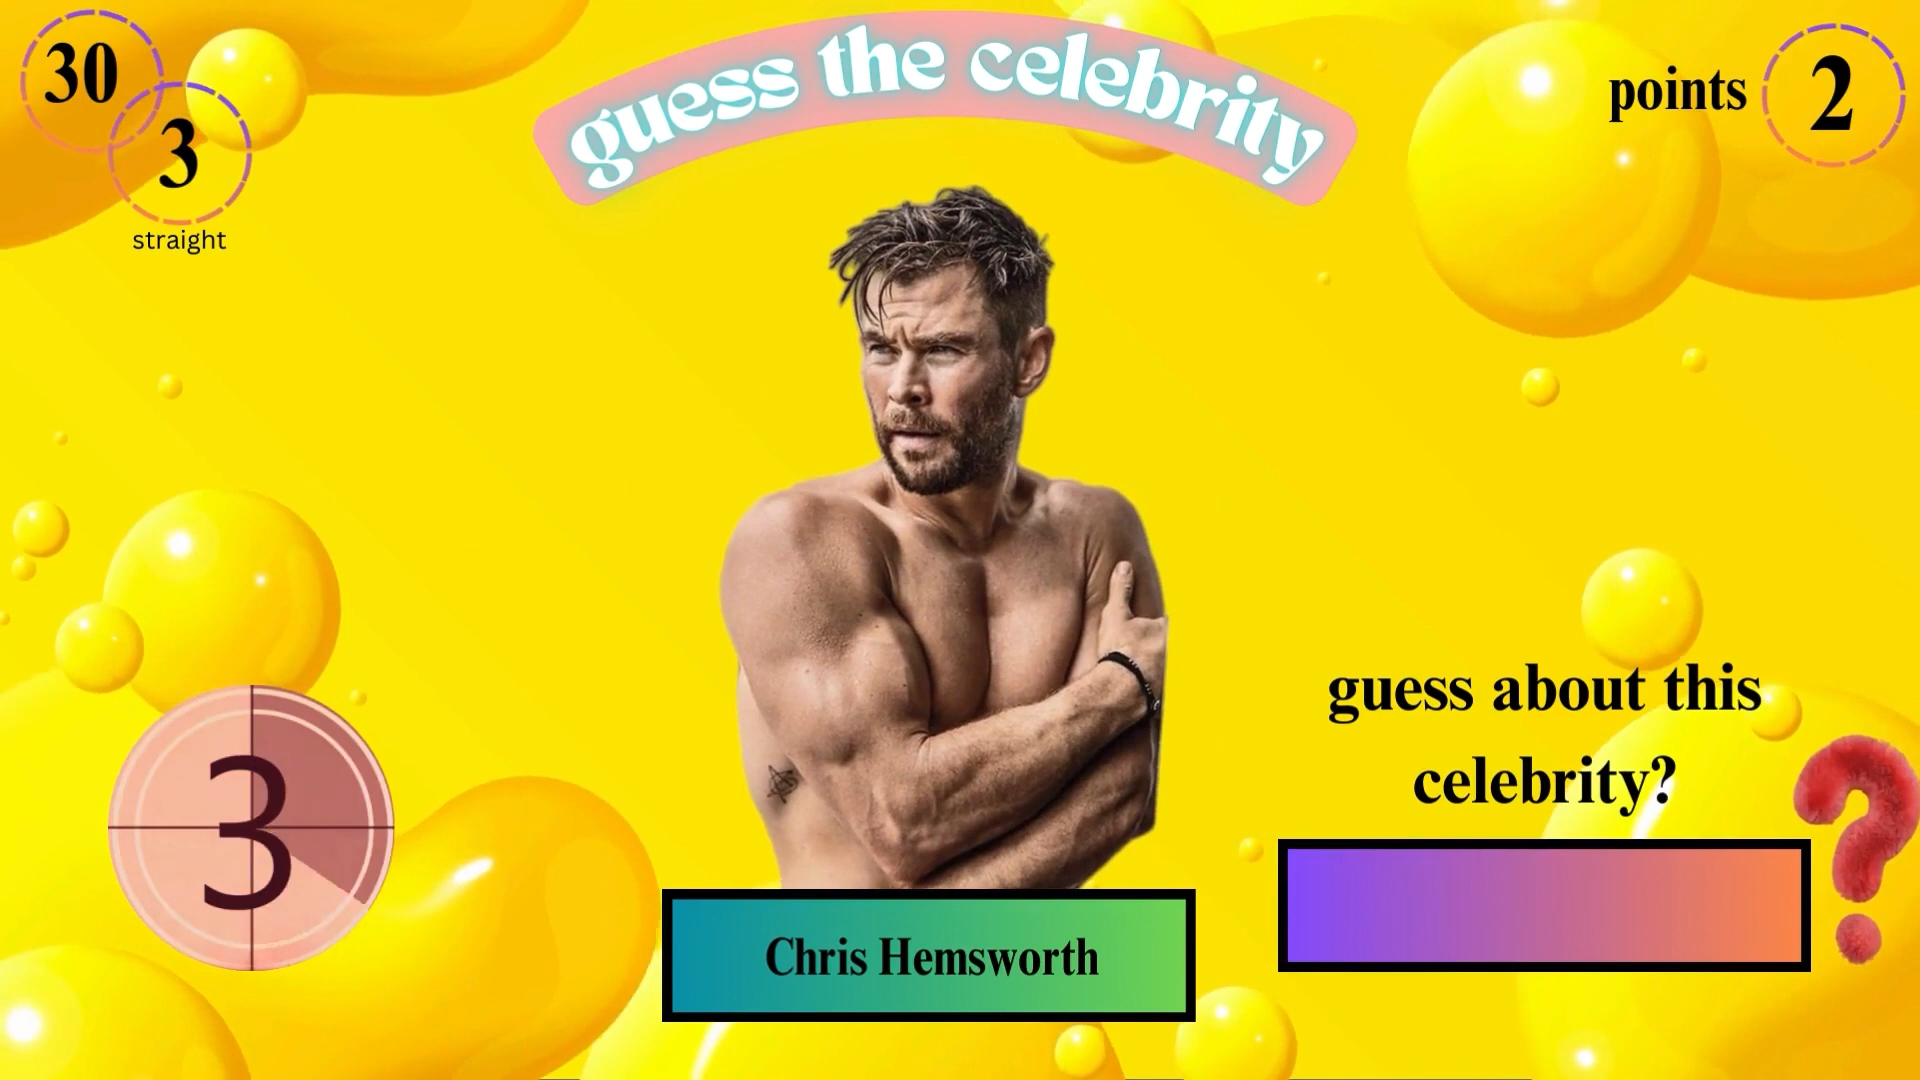 guess the celebrity
30
3
straight
points 2
guess about this
celebrity?
3
Chris Hemsworth